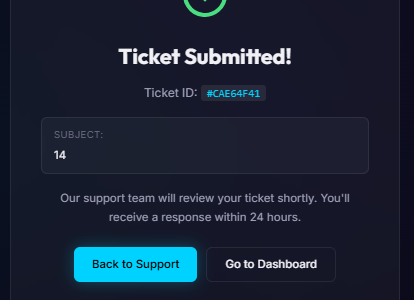 Ticket Submitted!
Ticket ID: #CAE64F41
SUBJECT:
14
Our support team will review your ticket shortly. You'll
receive a response within 24 hours.
Back to Support
Go to Dashboard